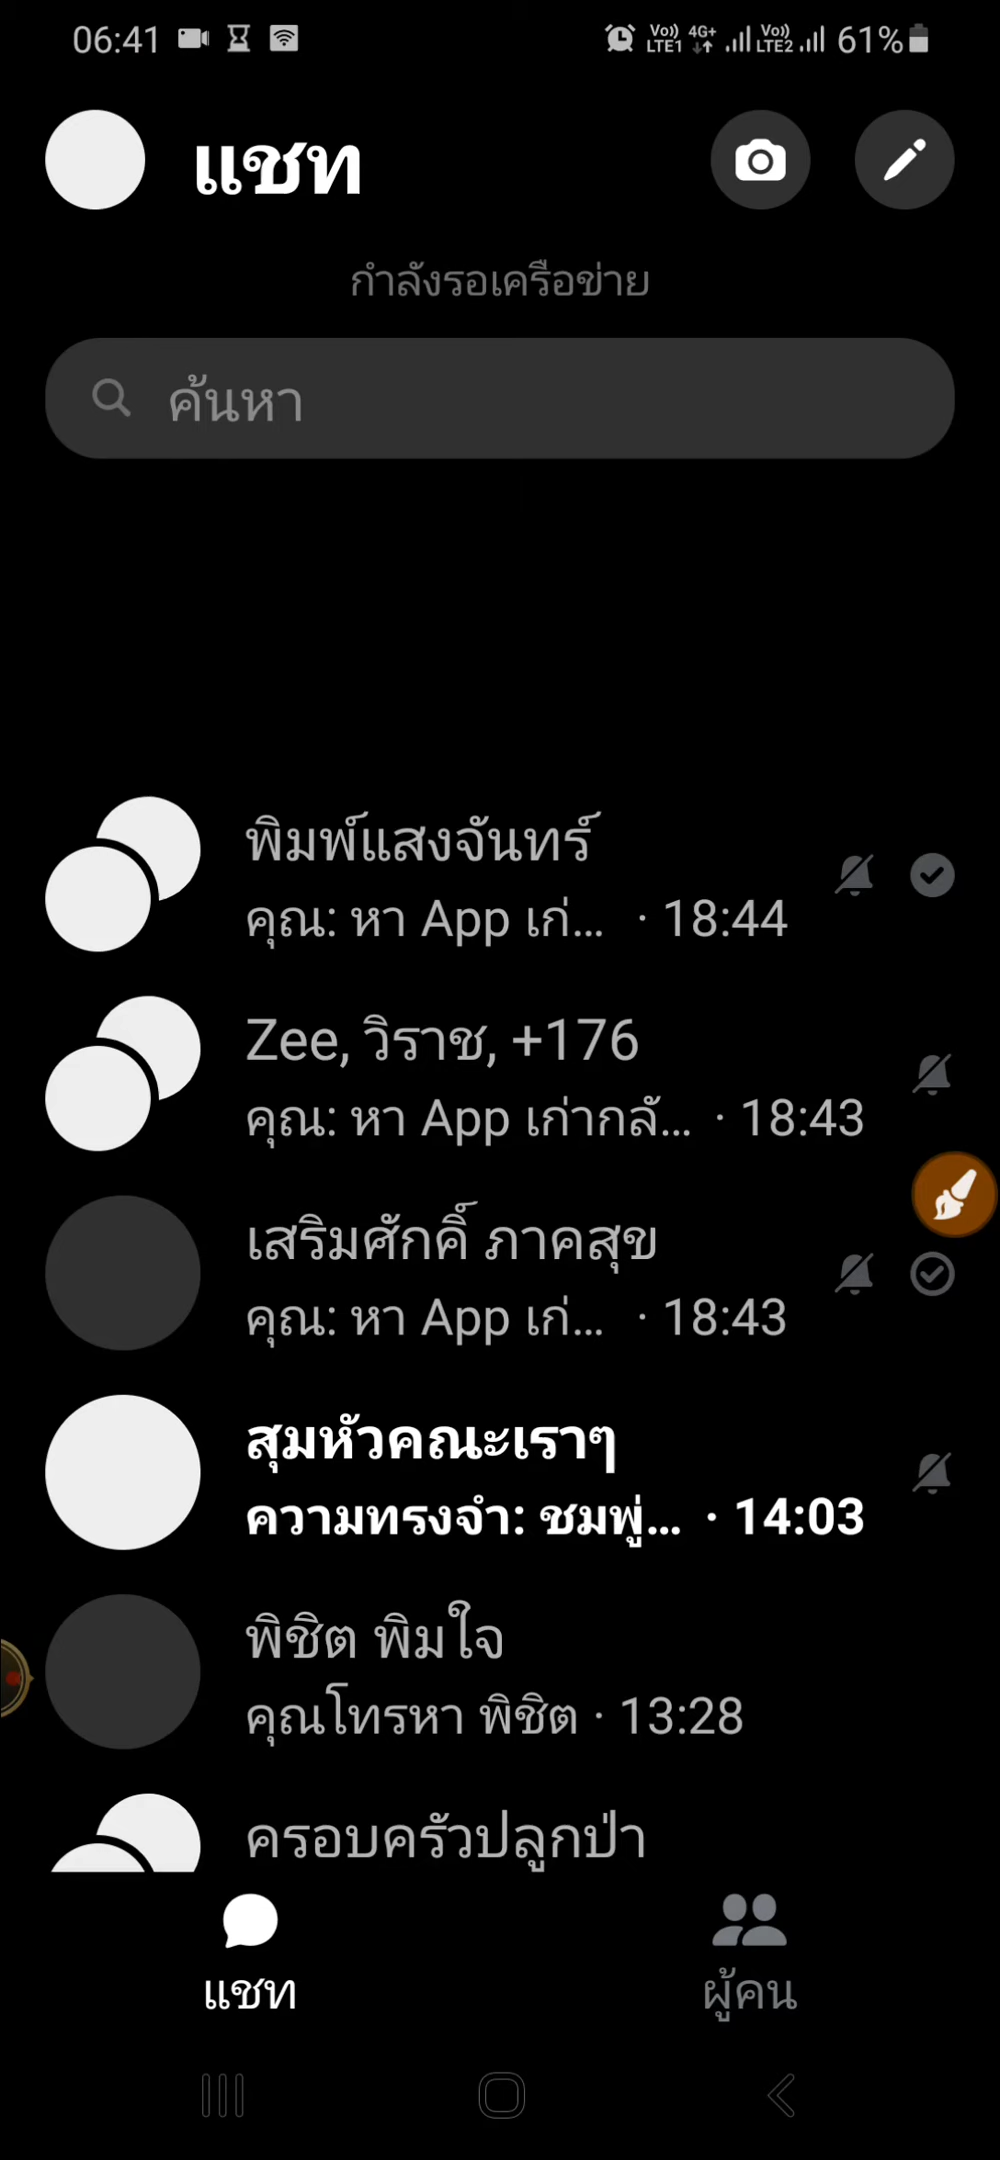 06:41 Vo)) LTE1 4G+ Vo)) LTE2 61%
แชท
กำลังรอเครือข่าย
ค้นหา
พิมพ์แสงจันทร์
คุณ: หา App เก่... · 18:44
Zee, วิราช, +176
คุณ: หา App เก่ากลั... · 18:43
เสริมศักดิ์ ภาคสุข
คุณ: หา App เก่... · 18:43
สุมหัวคณะเราๆ
ความทรงจำ: ชมพู่... · 14:03
พิชิต พิมใจ
คุณโทรหา พิชิต · 13:28
ครอบครัวปลูกป่า
แชท
ผู้คน